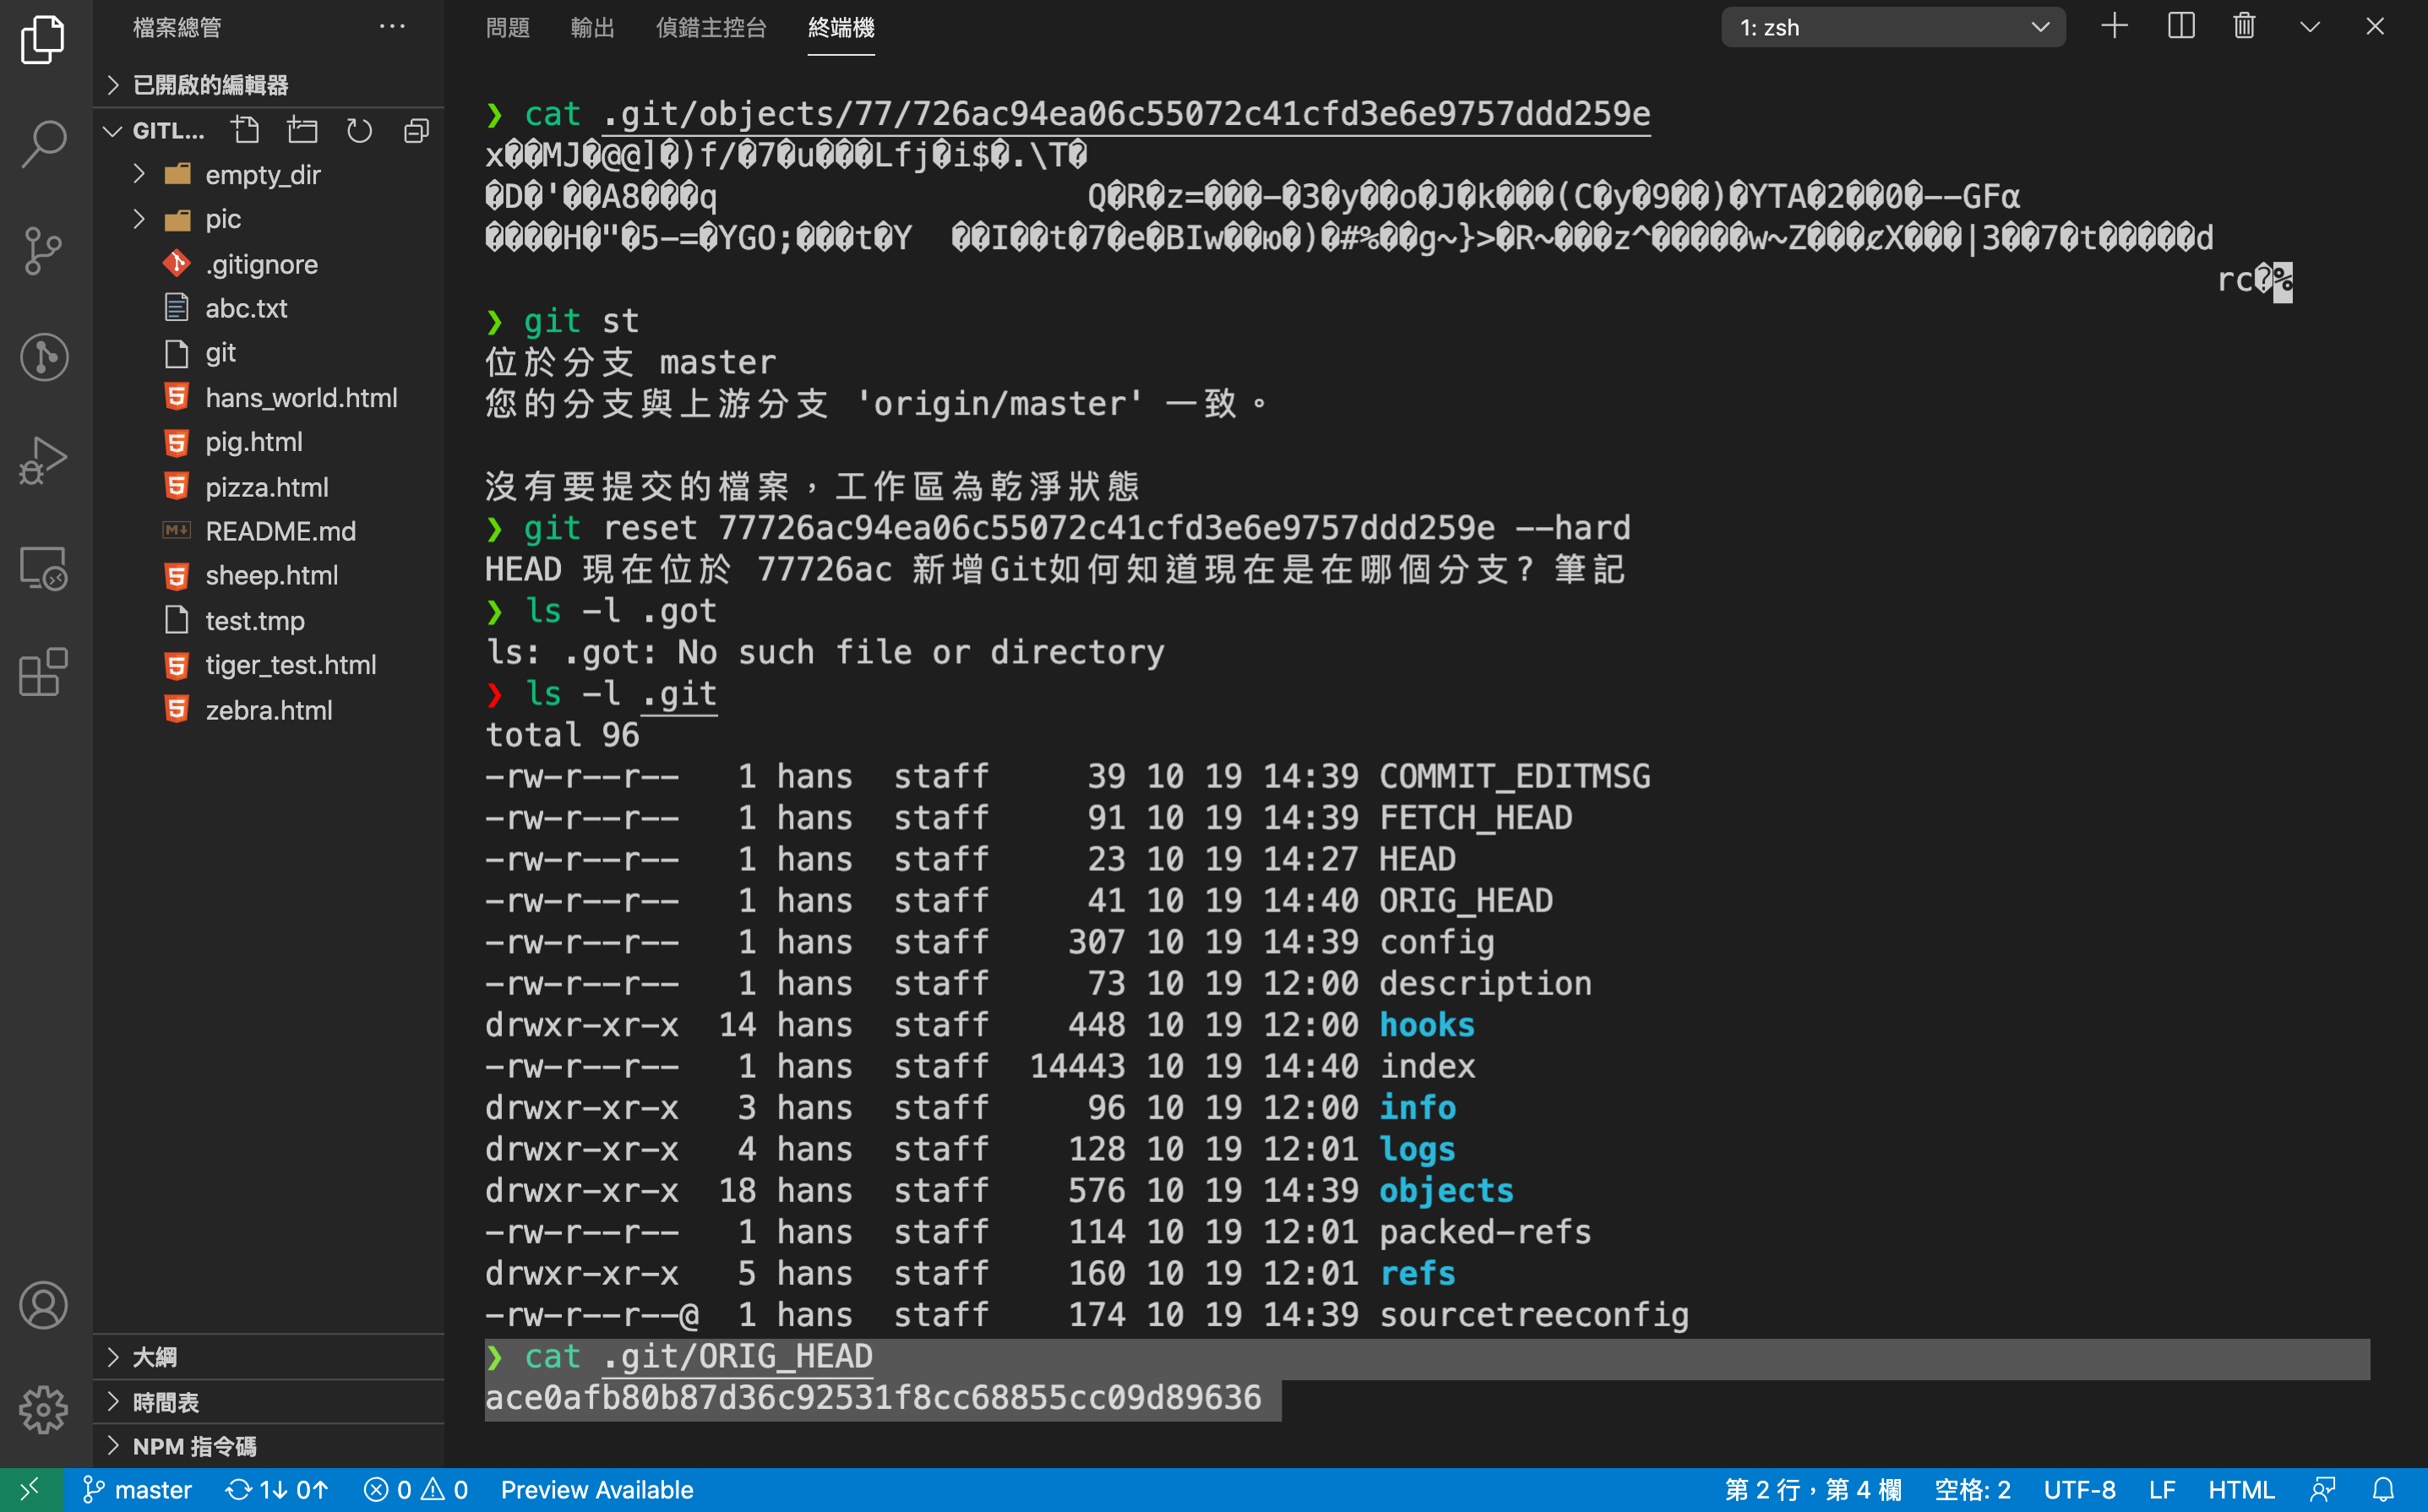 檔案總管 ···
已開啟的編輯器
GITL...
empty_dir
pic
.gitignore
abc.txt
git
hans_world.html
pig.html
pizza.html
README.md
sheep.html
test.tmp
tiger_test.html
zebra.html
大綱
時間表
NPM 指令碼
問題 輸出 偵錯主控台 終端機
1: zsh
❯ cat .git/objects/77/726ac94ea06c55072c41cfd3e6e9757ddd259e
x��MJ�@@]�)f/�7�u���Lfj�i$�.\T�
�D�'��A8���q Q�R�z=���-�3�y��o�J�k���(C�y�9��)�YTA�2��0�--GFα
����H�"�5-=�YGO;���t�Y ��I��t�7�e�BIw��ю�)�#%��g~}>�R~���z^�����w~Z���ȼX���|3��7�t�����d
rc�%
❯ git st
位於分支 master
您的分支與上游分支 'origin/master' 一致。
沒有要提交的檔案，工作區為乾淨狀態
❯ git reset 77726ac94ea06c55072c41cfd3e6e9757ddd259e --hard
HEAD 現在位於 77726ac 新增Git如何知道現在是在哪個分支? 筆記
❯ ls -l .got
ls: .got: No such file or directory
❯ ls -l .git
total 96
-rw-r--r-- 1 hans staff 39 10 19 14:39 COMMIT_EDITMSG
-rw-r--r-- 1 hans staff 91 10 19 14:39 FETCH_HEAD
-rw-r--r-- 1 hans staff 23 10 19 14:27 HEAD
-rw-r--r-- 1 hans staff 41 10 19 14:40 ORIG_HEAD
-rw-r--r-- 1 hans staff 307 10 19 14:39 config
-rw-r--r-- 1 hans staff 73 10 19 12:00 description
drwxr-xr-x 14 hans staff 448 10 19 12:00 hooks
-rw-r--r-- 1 hans staff 14443 10 19 14:40 index
drwxr-xr-x 3 hans staff 96 10 19 12:00 info
drwxr-xr-x 4 hans staff 128 10 19 12:01 logs
drwxr-xr-x 18 hans staff 576 10 19 14:39 objects
-rw-r--r-- 1 hans staff 114 10 19 12:01 packed-refs
drwxr-xr-x 5 hans staff 160 10 19 12:01 refs
-rw-r--r--@ 1 hans staff 174 10 19 14:39 sourcetreeconfig
❯ cat .git/ORIG_HEAD
ace0afb80b87d36c92531f8cc68855cc09d89636
master 1↓ 0↑ 0 0 Preview Available 第 2 行，第 4 欄 空格: 2 UTF-8 LF HTML